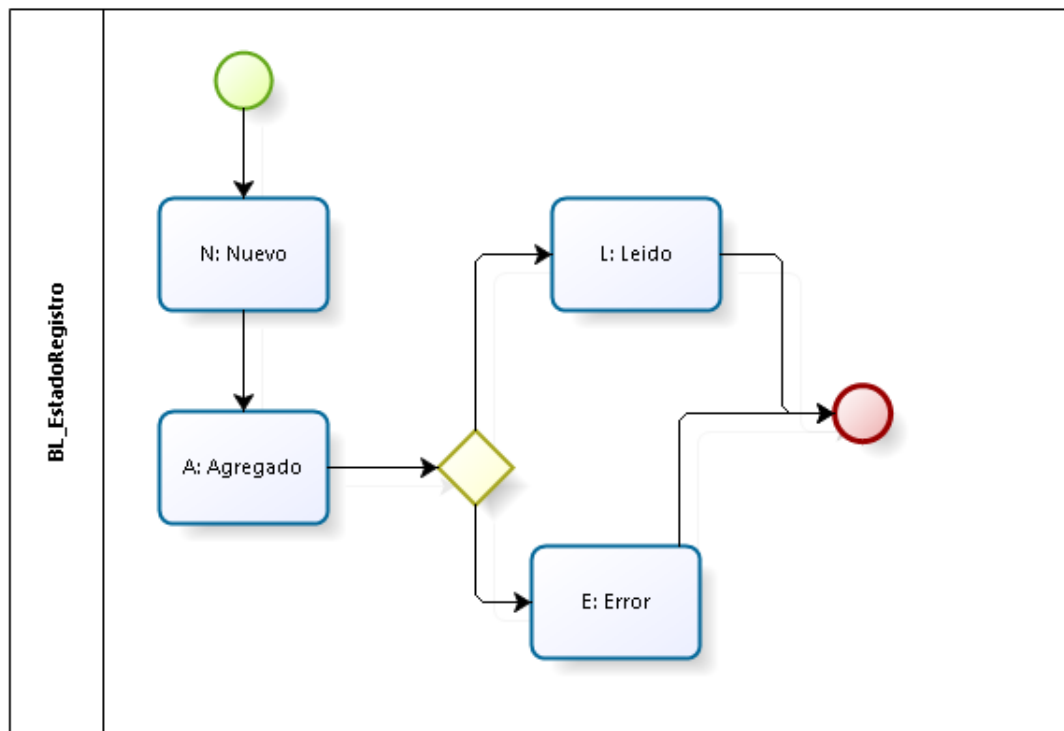 BL_EstadoRegistro
N: Nuevo
L: Leido
A: Agregado
E: Error